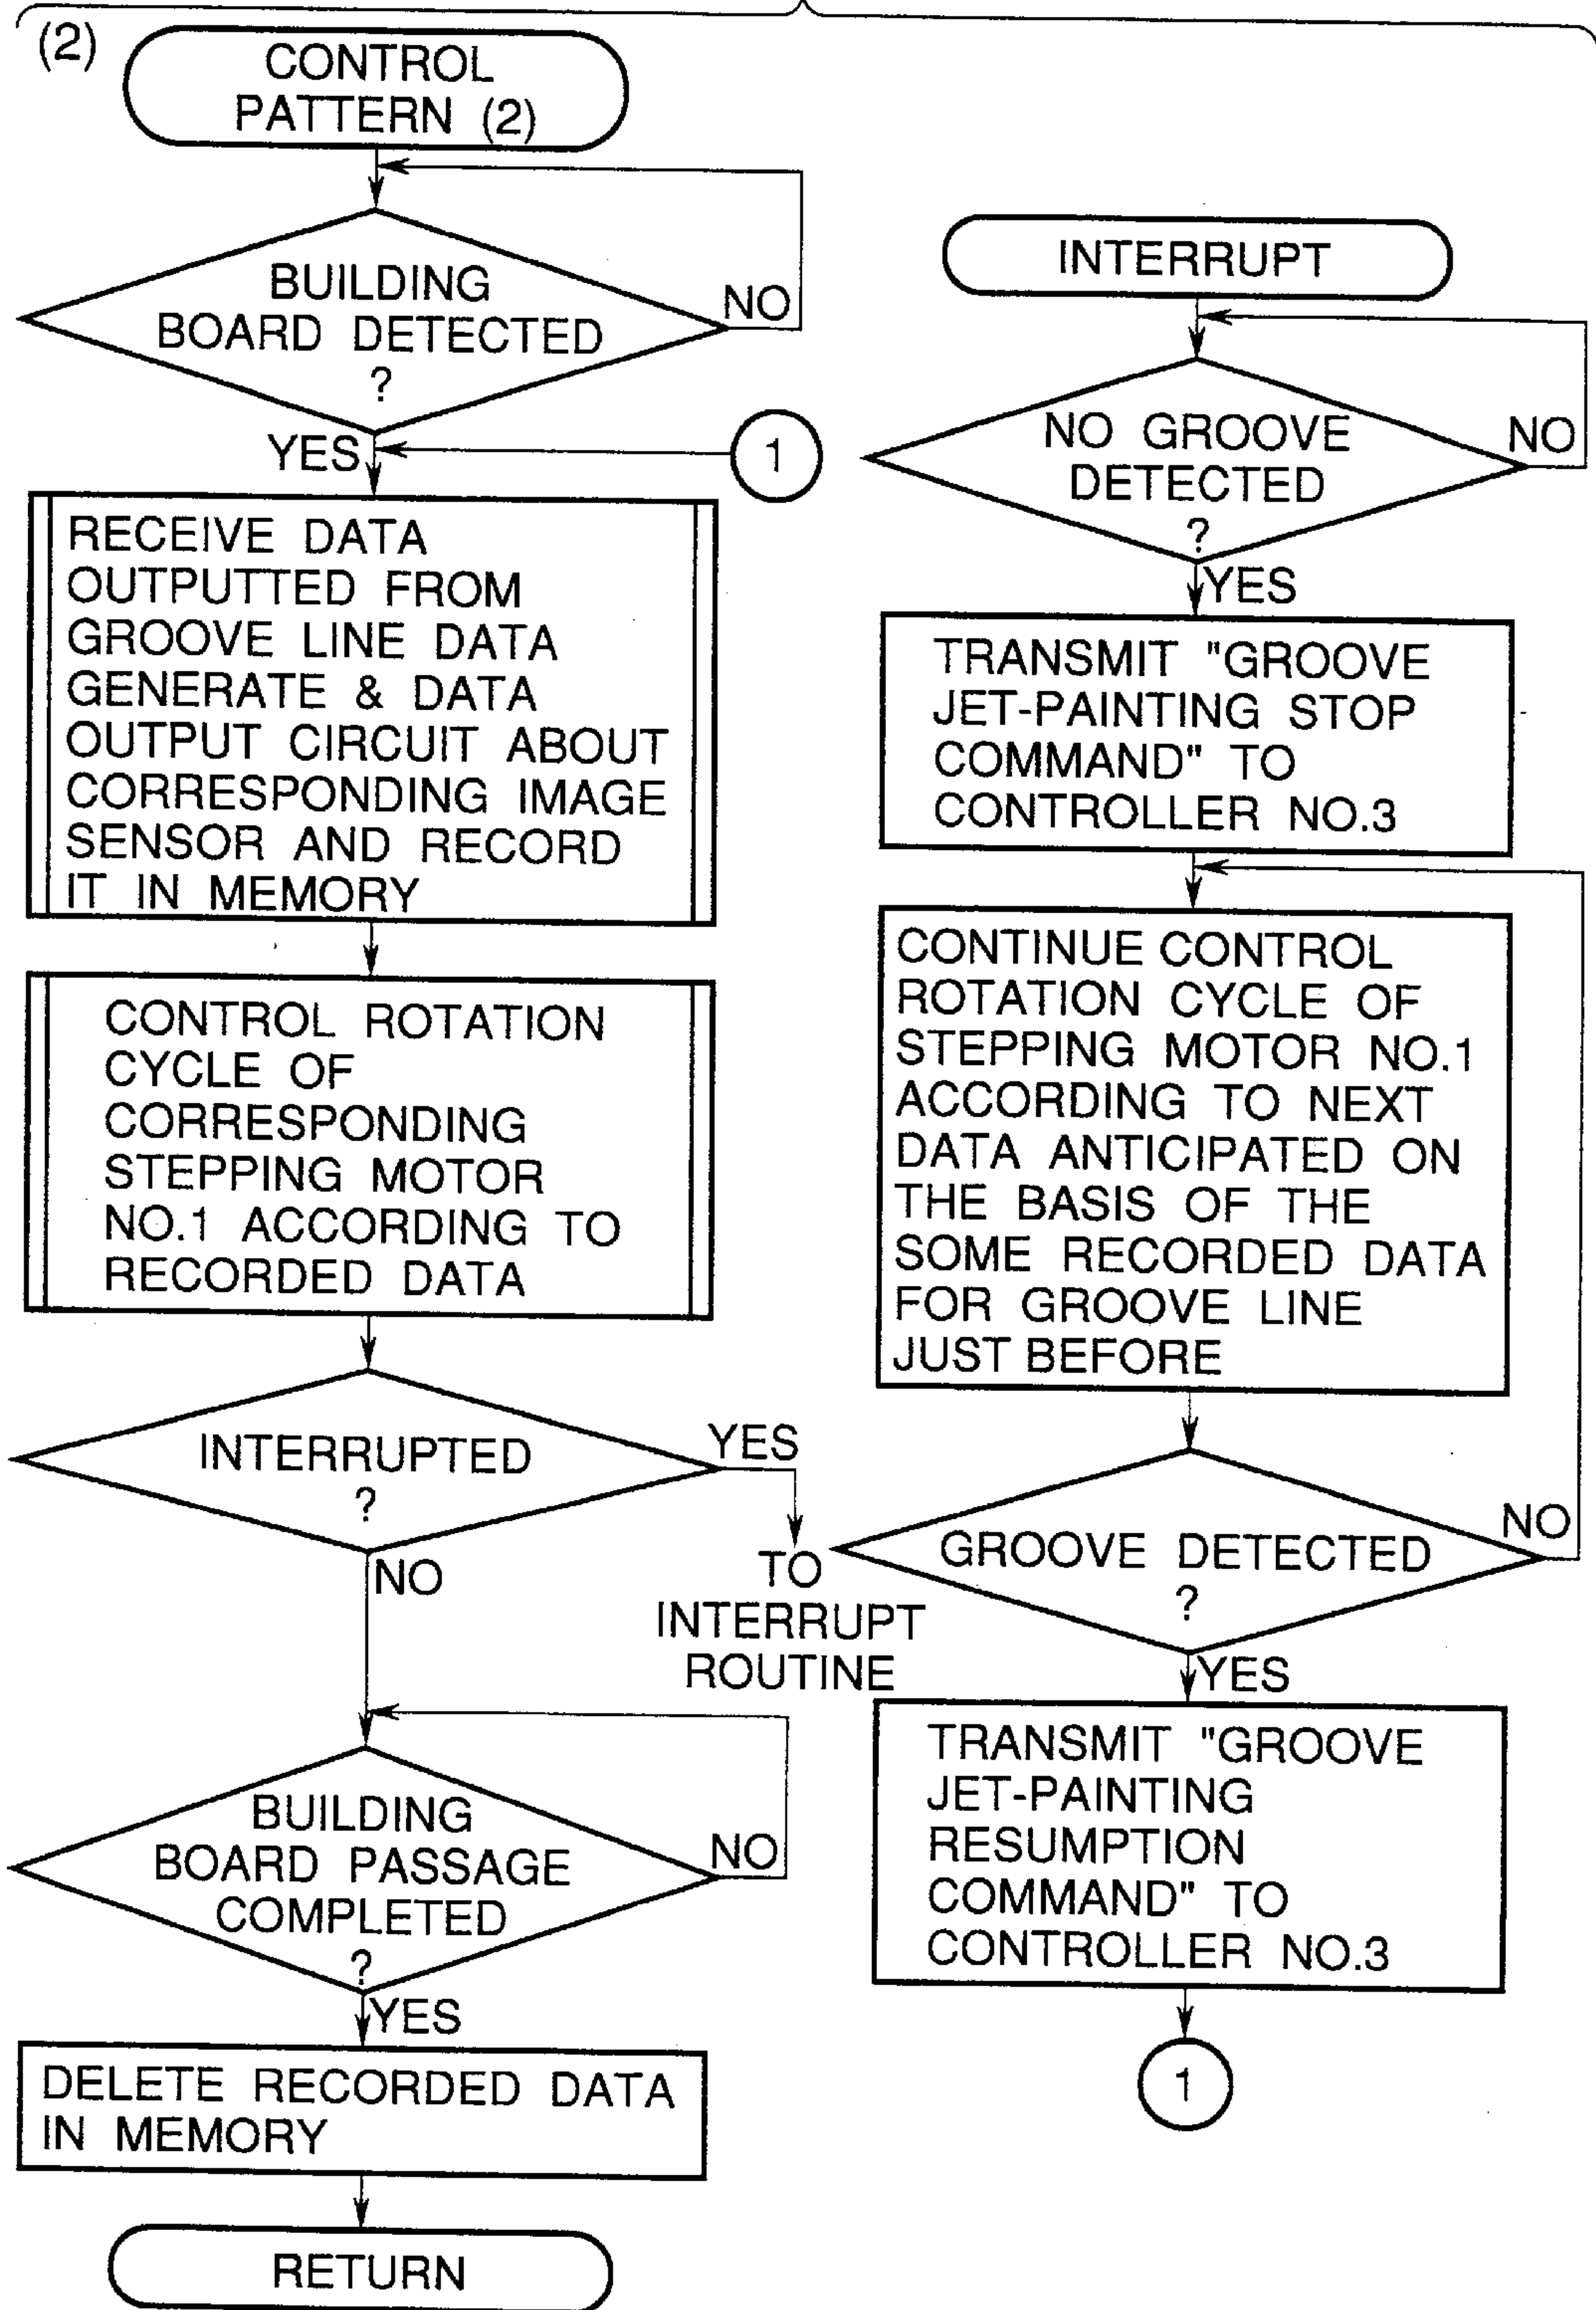 (2)
CONTROL
PATTERN (2)
BUILDING
BOARD DETECTED
?
NO
YES
1
RECEIVE DATA
OUTPUTTED FROM
GROOVE LINE DATA
GENERATE & DATA
OUTPUT CIRCUIT ABOUT
CORRESPONDING IMAGE
SENSOR AND RECORD
IT IN MEMORY
CONTROL ROTATION
CYCLE OF
CORRESPONDING
STEPPING MOTOR
NO.1 ACCORDING TO
RECORDED DATA
INTERRUPTED
?
YES
TO
INTERRUPT
ROUTINE
NO
BUILDING
BOARD PASSAGE
COMPLETED
?
NO
YES
DELETE RECORDED DATA
IN MEMORY
RETURN
INTERRUPT
NO GROOVE
DETECTED
?
NO
YES
TRANSMIT "GROOVE
JET-PAINTING STOP
COMMAND" TO
CONTROLLER NO.3
CONTINUE CONTROL
ROTATION CYCLE OF
STEPPING MOTOR NO.1
ACCORDING TO NEXT
DATA ANTICIPATED ON
THE BASIS OF THE
SOME RECORDED DATA
FOR GROOVE LINE
JUST BEFORE
GROOVE DETECTED
?
NO
YES
TRANSMIT "GROOVE
JET-PAINTING
RESUMPTION
COMMAND" TO
CONTROLLER NO.3
1